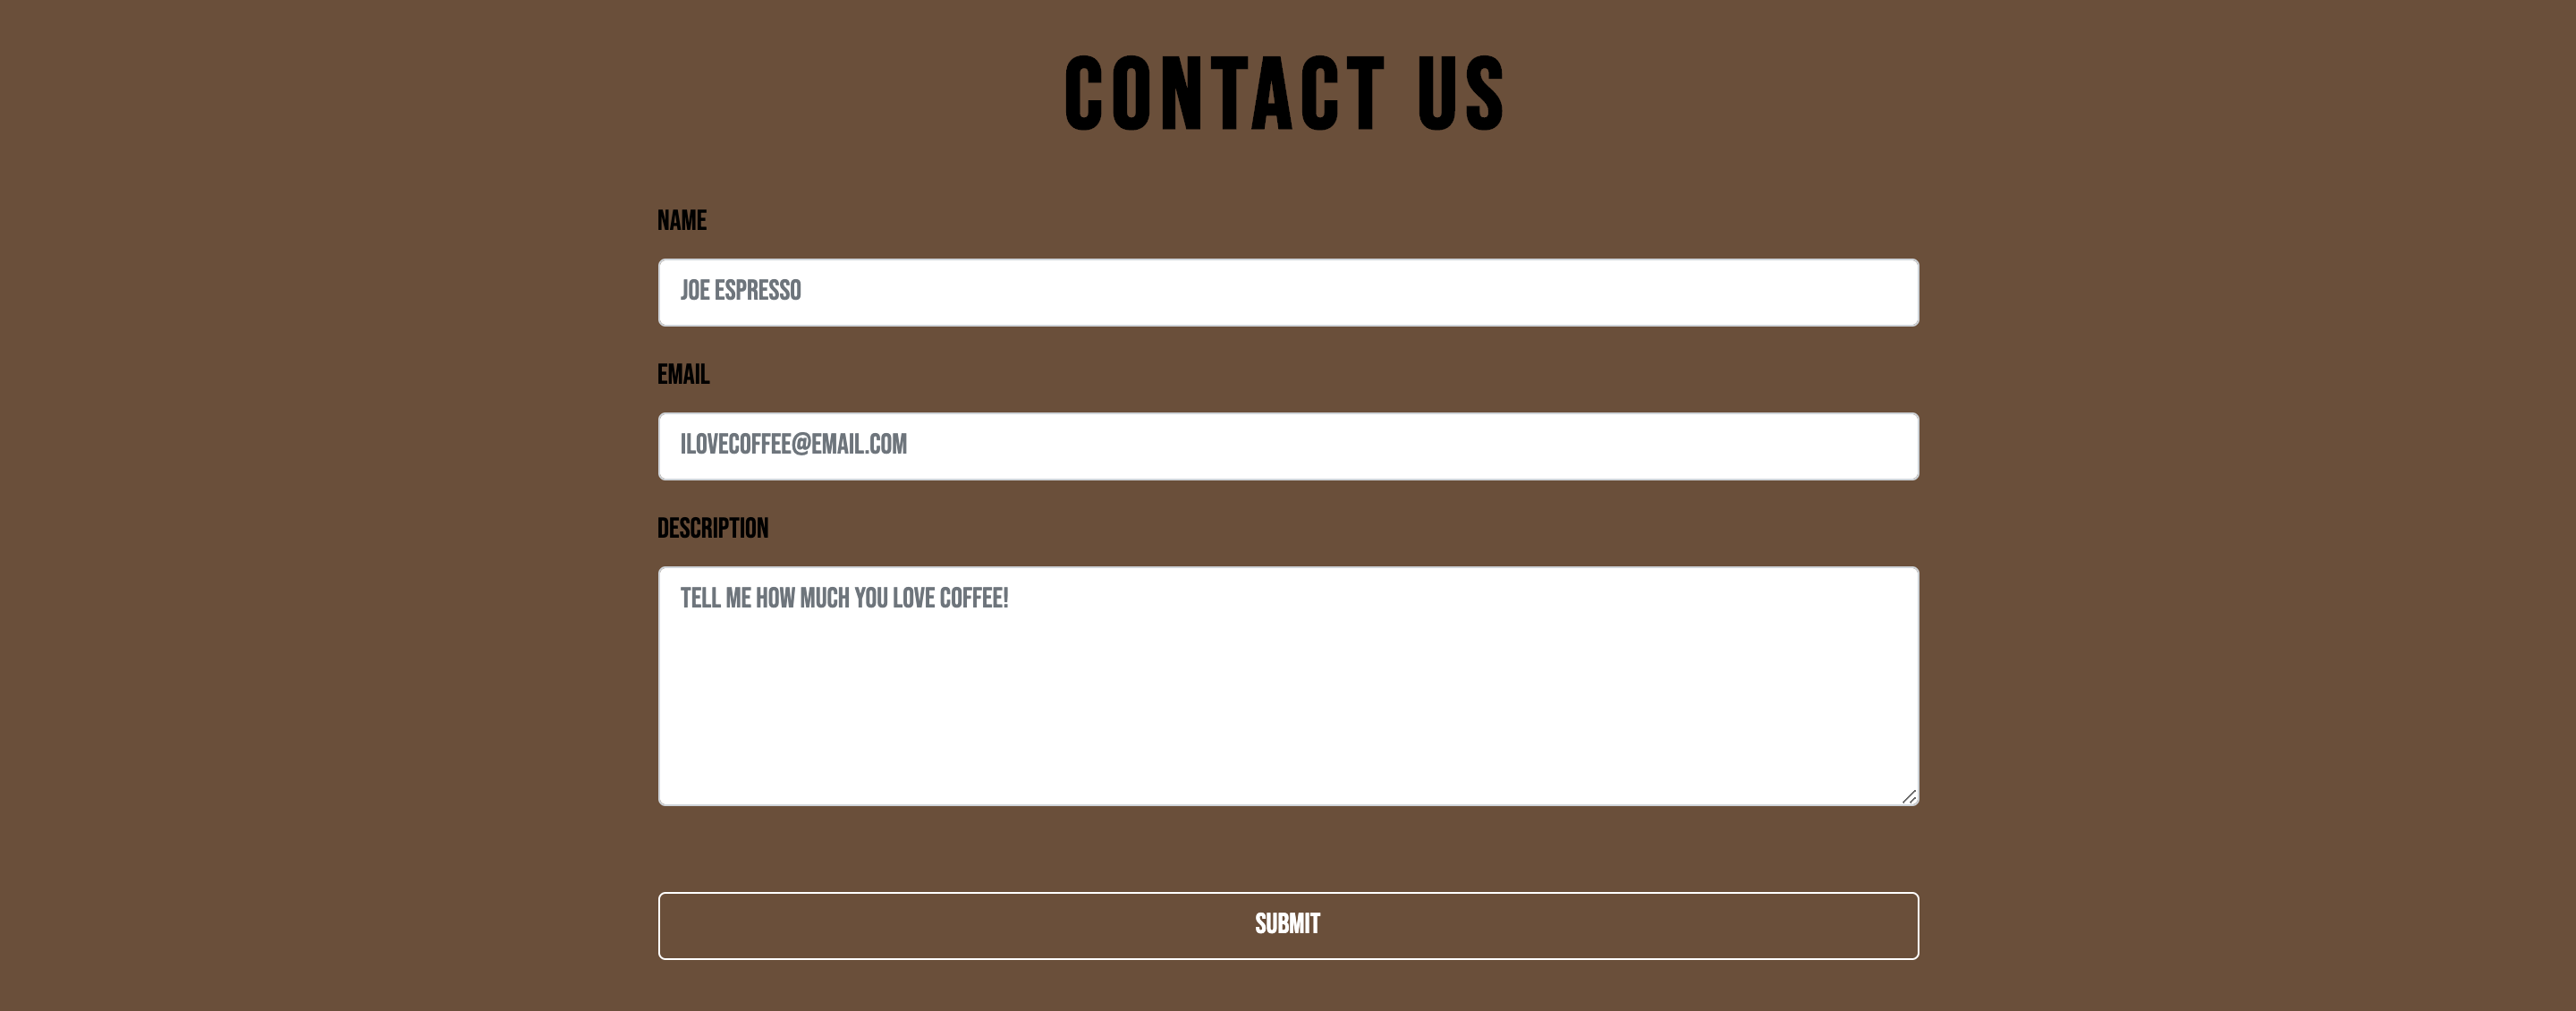 CONTACT US
NAME
JOE ESPRESSO
EMAIL
ILOVECOFFEE@EMAIL.COM
DESCRIPTION
TELL ME HOW MUCH YOU LOVE COFFEE!
SUBMIT